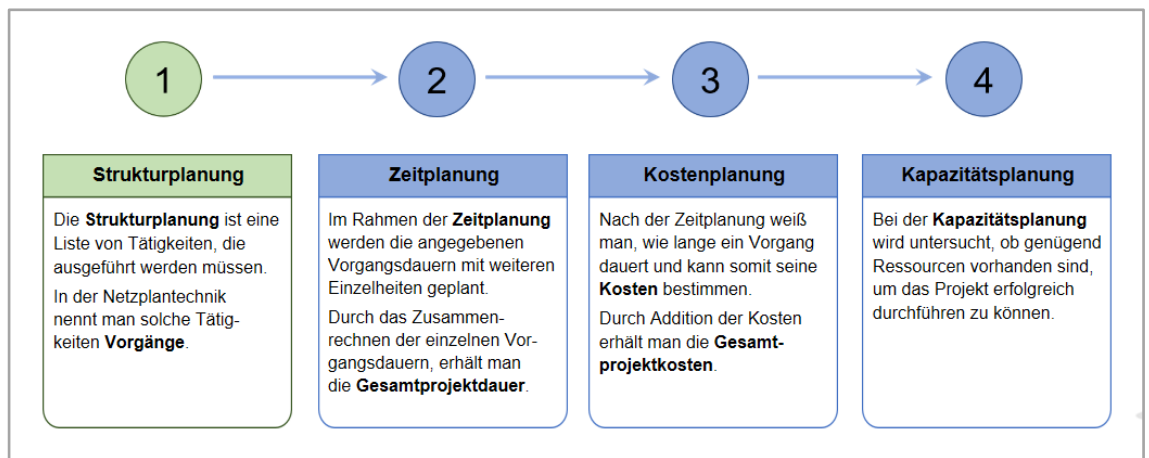 1
2
3
4
Strukturplanung
Die Strukturplanung ist eine
Liste von Tätigkeiten, die
ausgeführt werden müssen.
In der Netzplantechnik
nennt man solche Tätig-
keiten Vorgänge.
Zeitplanung
Im Rahmen der Zeitplanung
werden die angegebenen
Vorgangsdauern mit weiteren
Einzelheiten geplant.
Durch das Zusammen-
rechnen der einzelnen Vor-
gangsdauern, erhält man
die Gesamtprojektdauer.
Kostenplanung
Nach der Zeitplanung weiß
man, wie lange ein Vorgang
dauert und kann somit seine
Kosten bestimmen.
Durch Addition der Kosten
erhält man die Gesamt-
projektkosten.
Kapazitätsplanung
Bei der Kapazitätsplanung
wird untersucht, ob genügend
Ressourcen vorhanden sind,
um das Projekt erfolgreich
durchführen zu können.